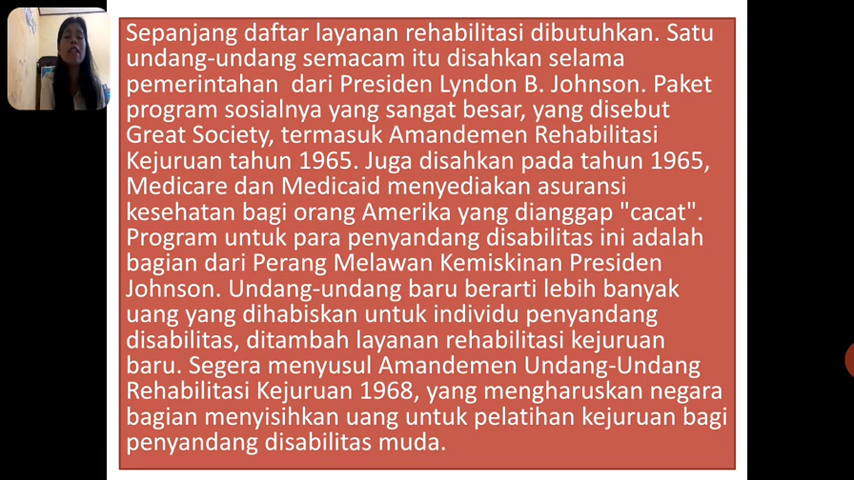 Sepanjang daftar layanan rehabilitasi dibutuhkan. Satu
undang-undang semacam itu disahkan selama
pemerintahan  dari Presiden Lyndon B. Johnson. Paket
program sosialnya yang sangat besar, yang disebut
Great Society, termasuk Amandemen Rehabilitasi
Kejuruan tahun 1965. Juga disahkan pada tahun 1965,
Medicare dan Medicaid menyediakan asuransi
kesehatan bagi orang Amerika yang dianggap "cacat".
Program untuk para penyandang disabilitas ini adalah
bagian dari Perang Melawan Kemiskinan Presiden
Johnson. Undang-undang baru berarti lebih banyak
uang yang dihabiskan untuk individu penyandang
disabilitas, ditambah layanan rehabilitasi kejuruan
baru. Segera menyusul Amandemen Undang-Undang
Rehabilitasi Kejuruan 1968, yang mengharuskan negara
bagian menyisihkan uang untuk pelatihan kejuruan bagi
penyandang disabilitas muda.